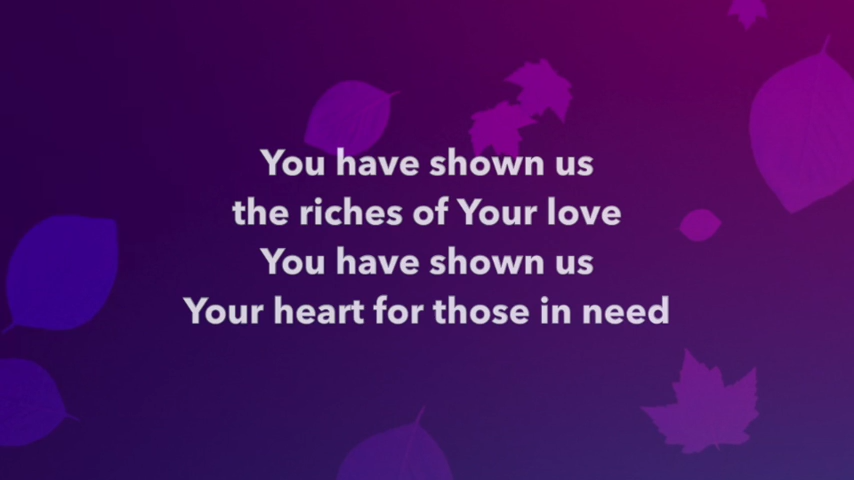 You have shown us
the riches of Your love
You have shown us
Your heart for those in need